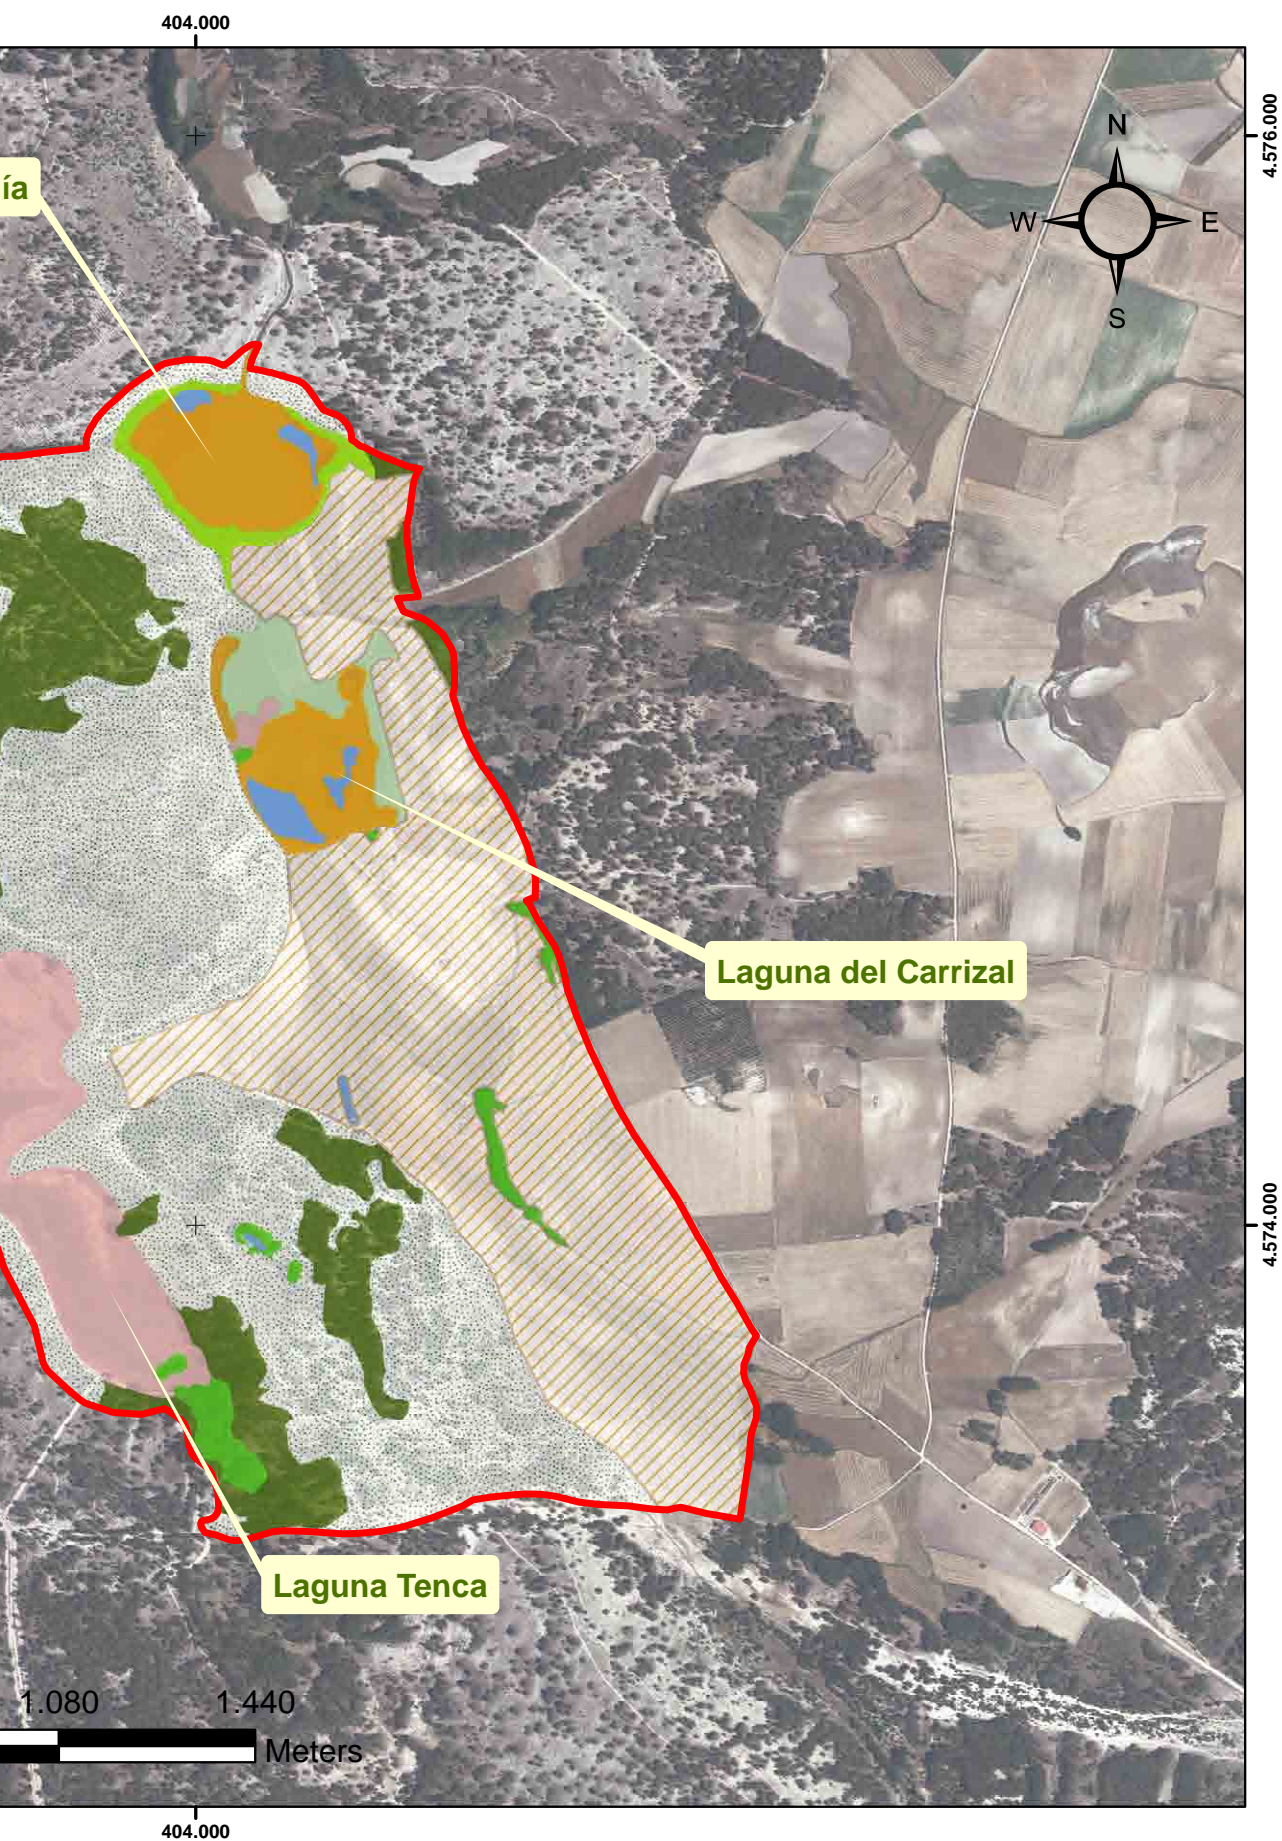 404.000
4.576.000
N
W
E
S
ía
Laguna del Carrizal
4.574.000
Laguna Tenca
1.080
1.440
Meters
404.000